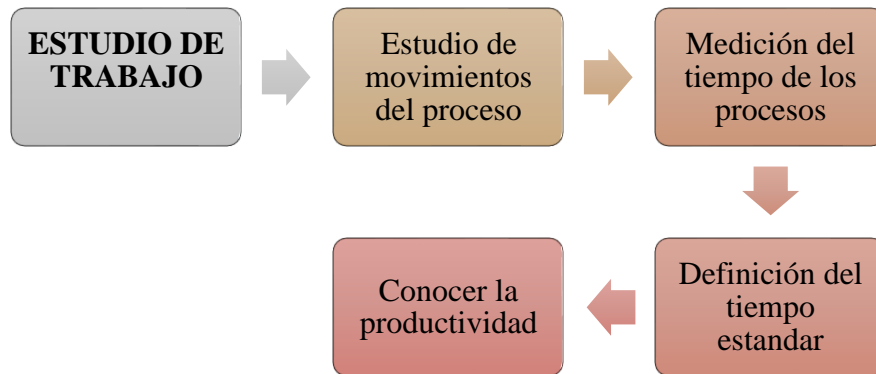 ESTUDIO DE
TRABAJO
Estudio de
movimientos
del proceso
Medición del
tiempo de los
procesos
Definición del
tiempo
estandar
Conocer la
productividad